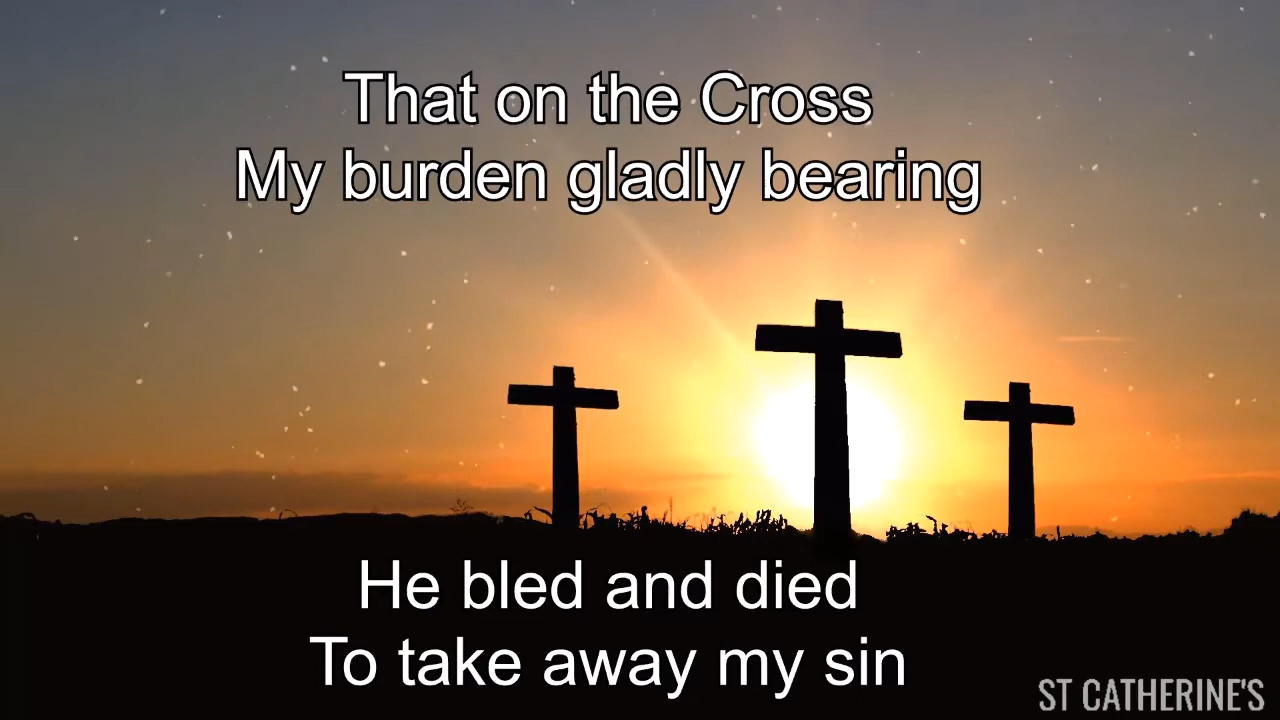 That on the Cross
My burden gladly bearing
He bled and died
To take away my sin
ST CATHERINE'S